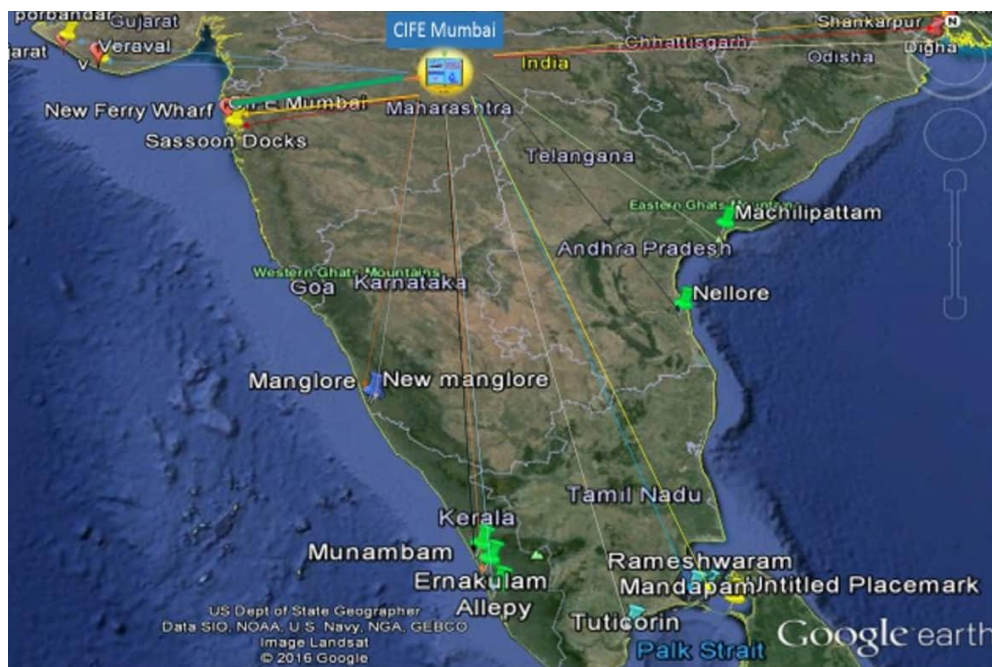 porbandar
Gujarat
jarat
Veraval
V
CIFE Mumbai
India
Chhattisgarh
Shankarpur
N
Digha
Odisha
New Ferry Wharf
CIFE Mumbai
Maharashtra
Sassoon Docks
Telangana
Eastern Ghats Mountains
Machilipattam
Andhra Pradesh
Western Ghats Mountains
Goa
Karnataka
Nellore
Manglore
New manglore
Tamil Nadu
Kerala
Munambam
Ernakulam
Allepy
Rameshwaram
Mandapam
Untitled Placemark
Tuticorin
Palk Strait
US Dept of State Geographer
Data SIO, NOAA, U.S. Navy, NGA, GEBCO
Image Landsat
© 2016 Google
Google earth